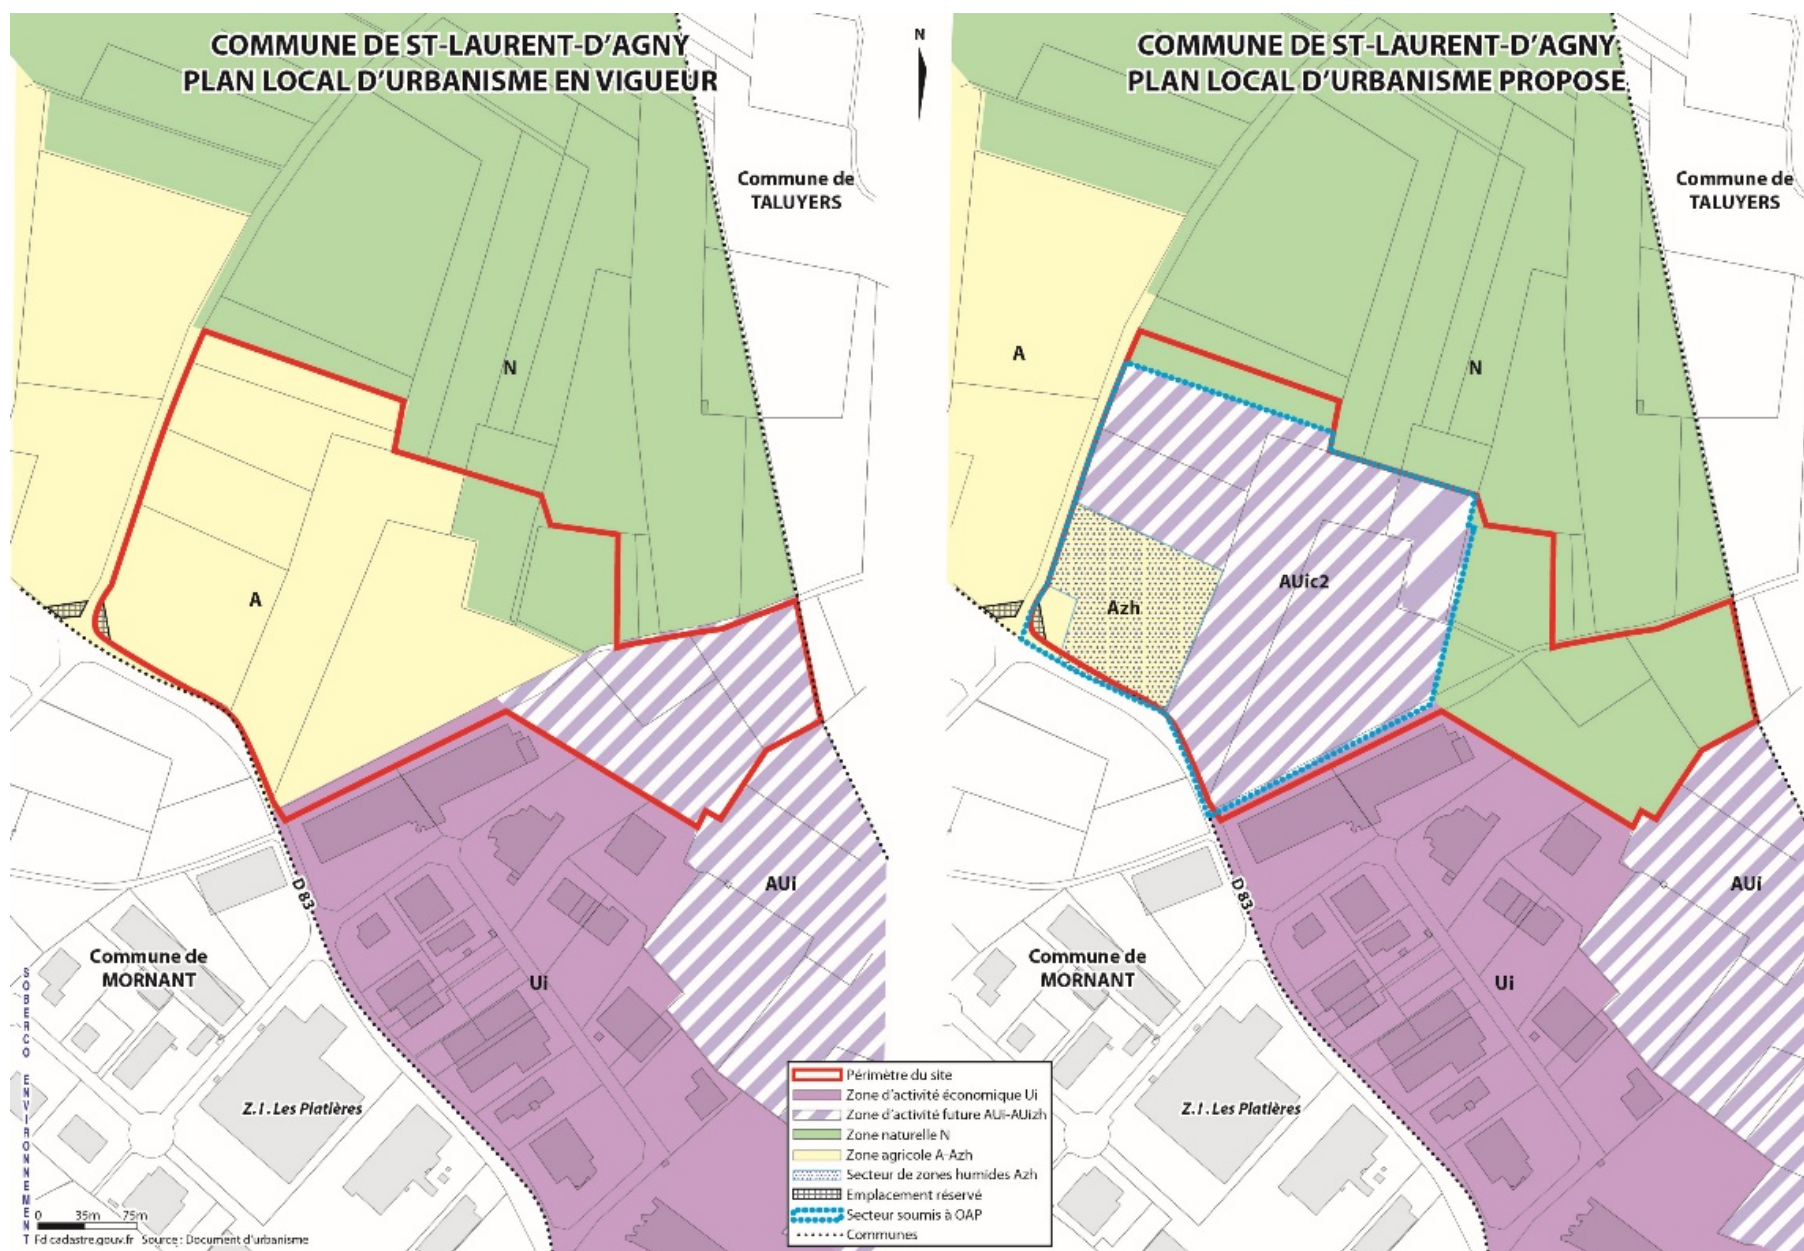 COMMUNE DE ST-LAURENT-D'AGNY
PLAN LOCAL D'URBANISME EN VIGUEUR
N
COMMUNE DE ST-LAURENT-D'AGNY
PLAN LOCAL D'URBANISME PROPOSE
Commune de
TALUYERS
Commune de
TALUYERS
N
A
N
A
Azh
AUic2
D 83
AUi
D 83
AUi
Commune de
MORNANT
Ui
Commune de
MORNANT
Ui
Z.I. Les Platières
Z.I. Les Platières
SOBERCO ENVIRONNEMENT
Périmètre du site
Zone d'activité économique Ui
Zone d'activité future AUi-AUizh
Zone naturelle N
Zone agricole A-Azh
Secteur de zones humides Azh
Emplacement réservé
Secteur soumis à OAP
Communes
0 35m 75m
Fd cadastre.gouv.fr Source : Document d'urbanisme